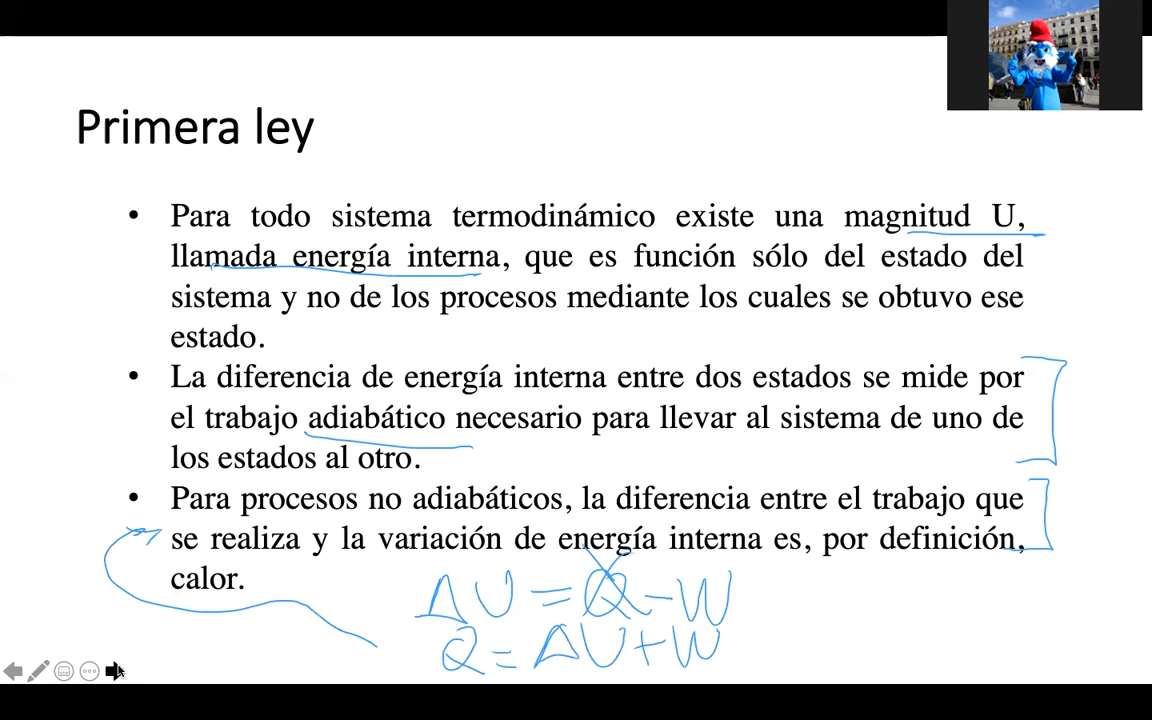 Primera ley
• Para todo sistema termodinámico existe una magnitud U,
llamada energía interna, que es función sólo del estado del
sistema y no de los procesos mediante los cuales se obtuvo ese
estado.
• La diferencia de energía interna entre dos estados se mide por
el trabajo adiabático necesario para llevar al sistema de uno de
los estados al otro.
• Para procesos no adiabáticos, la diferencia entre el trabajo que
se realiza y la variación de energía interna es, por definición,
calor.
ΔU = Q - W
Q = ΔU + W